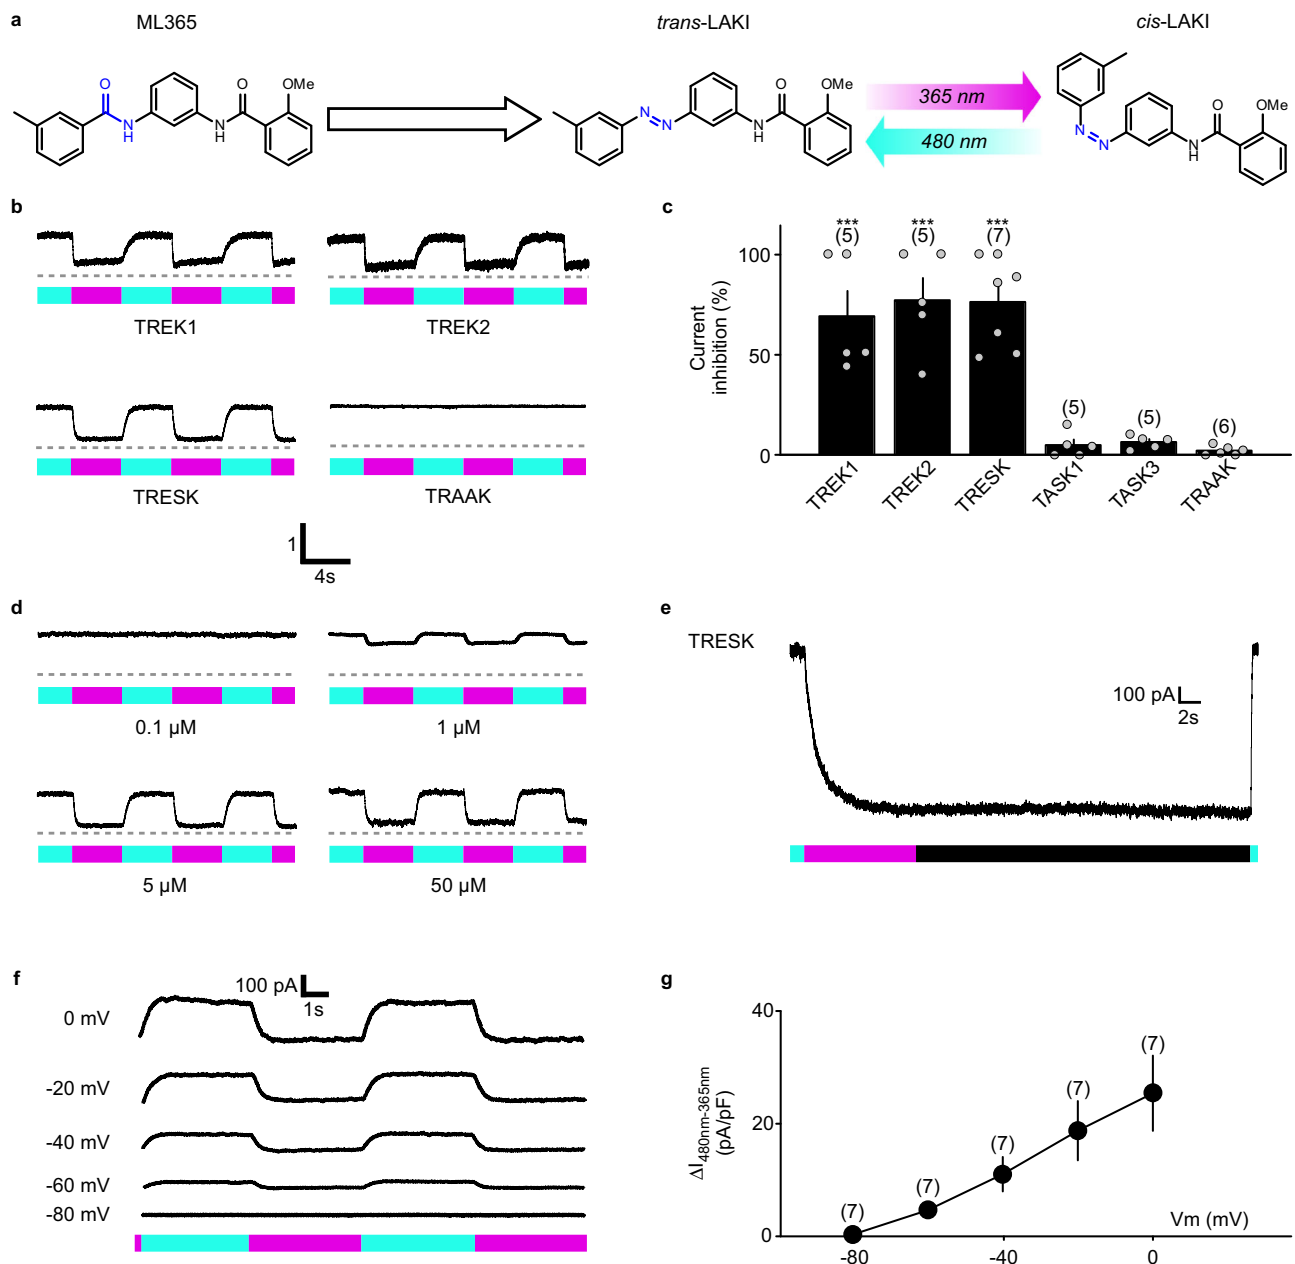 a
ML365
trans-LAKI
cis-LAKI
O
N
H
N
H
O
OMe
N
N
N
H
O
OMe
365 nm
480 nm
N
N
N
H
O
OMe
b
TREK1
TREK2
TRESK
TRAAK
1
4s
c
Current
inhibition (%)
100
50
0
***
(5)
***
(5)
***
(7)
(5)
(5)
(6)
TREK1
TREK2
TRESK
TASK1
TASK3
TRAAK
d
0.1 µM
1 µM
5 µM
50 µM
e
TRESK
100 pA
2s
f
100 pA
1s
0 mV
-20 mV
-40 mV
-60 mV
-80 mV
g
ΔI480nm-365nm
(pA/pF)
40
20
0
(7)
(7)
(7)
(7)
(7)
Vm (mV)
-80
-40
0